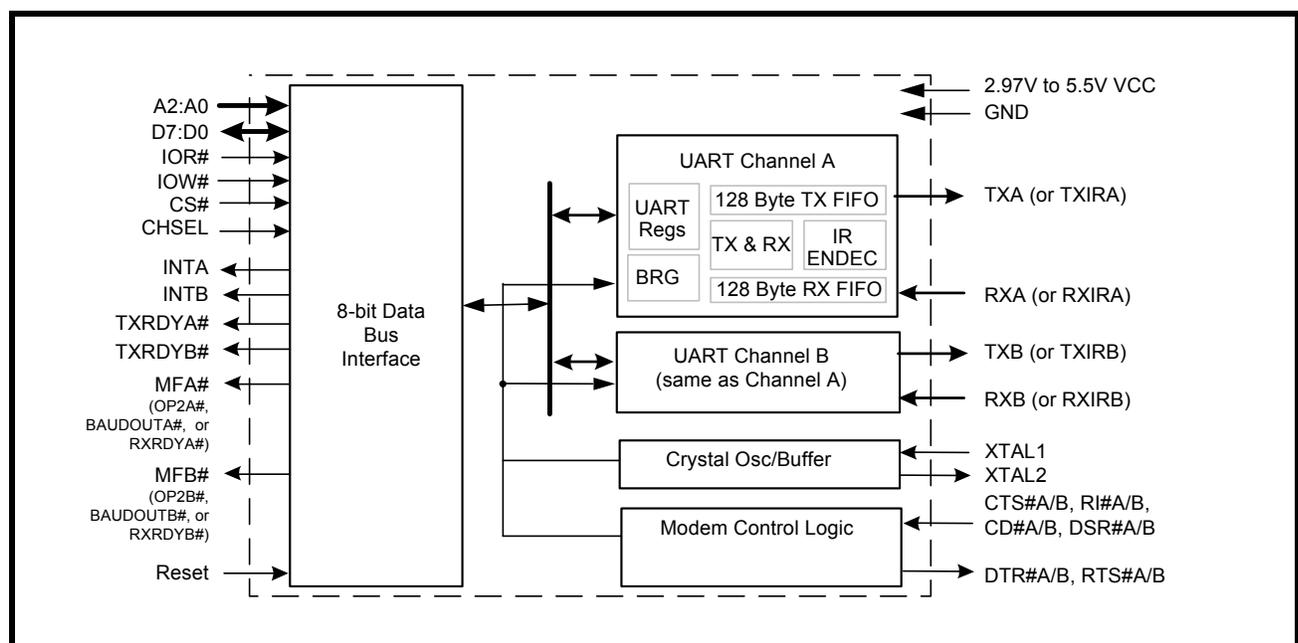 A2:A0
D7:D0
IOR#
IOW#
CS#
CHSEL
INTA
INTB
TXRDYA#
TXRDYB#
MFA#
(OP2A#,
BAUDOUTA#, or
RXRDYA#)
MFB#
(OP2B#,
BAUDOUTB#, or
RXRDYB#)
Reset
8-bit Data
Bus
Interface
UART Channel A
UART
Regs
BRG
128 Byte TX FIFO
TX & RX
IR
ENDEC
128 Byte RX FIFO
UART Channel B
(same as Channel A)
Crystal Osc/Buffer
Modem Control Logic
2.97V to 5.5V VCC
GND
TXA (or TXIRA)
RXA (or RXIRA)
TXB (or TXIRB)
RXB (or RXIRB)
XTAL1
XTAL2
CTS#A/B, RI#A/B,
CD#A/B, DSR#A/B
DTR#A/B, RTS#A/B